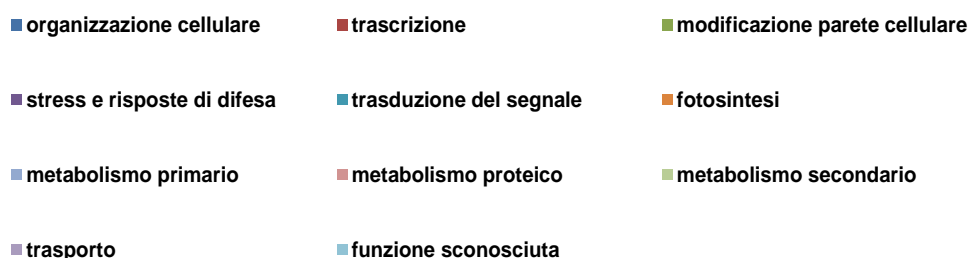 organizzazione cellulare trascrizione modificazione parete cellulare
stress e risposte di difesa trasduzione del segnale fotosintesi
metabolismo primario metabolismo proteico metabolismo secondario
trasporto funzione sconosciuta